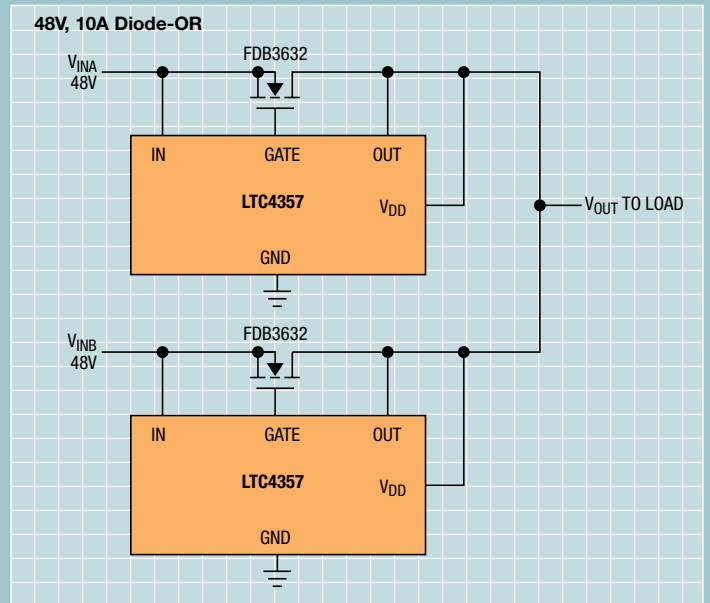 48V, 10A Diode-OR
FDB3632
VINA
48V
IN
GATE
OUT
LTC4357
VDD
VOUT TO LOAD
GND
FDB3632
VINB
48V
IN
GATE
OUT
LTC4357
VDD
GND